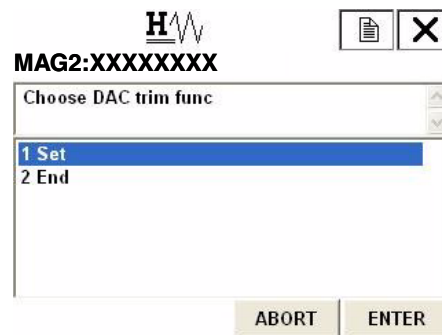 H
MAG2:XXXXXXXX
Choose DAC trim func
1 Set
2 End
ABORT
ENTER